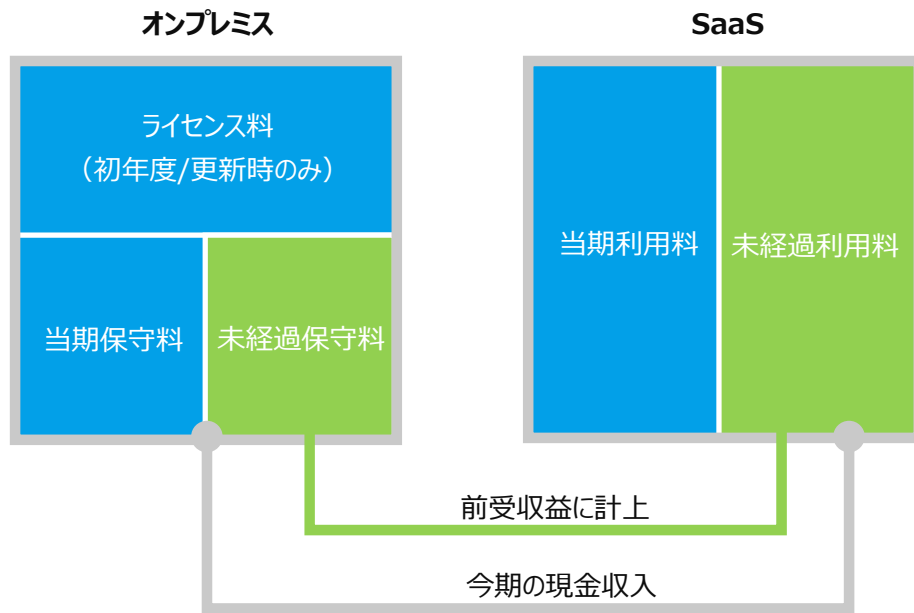 オンプレミス
SaaS
ライセンス料
（初年度/更新時のみ）
当期保守料
未経過保守料
当期利用料
未経過利用料
前受収益に計上
今期の現金収入